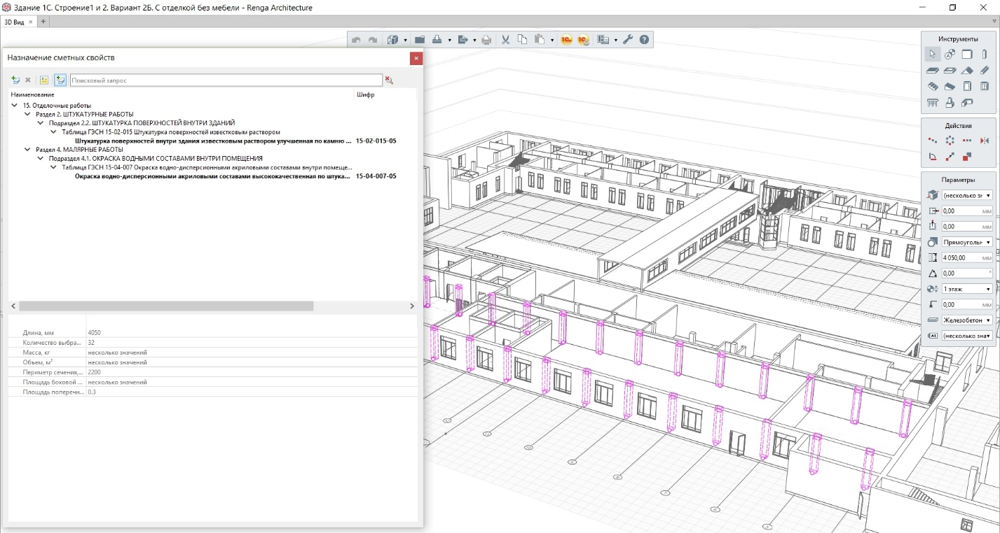 Здание 1С. Строение1 и 2. Вариант 2Б. С отделкой без мебели - Renga Architecture
3D Вид
Назначение сметных свойств
Поисковый запрос
Наименование Шифр
15. Отделочные работы
Раздел 2. ШТУКАТУРНЫЕ РАБОТЫ
Подраздел 2.2. ШТУКАТУРКА ПОВЕРХНОСТЕЙ ВНУТРИ ЗДАНИЙ
Таблица ГЭСН 15-02-015 Штукатурка поверхностей известковым раствором
Штукатурка поверхностей внутри здания известковым раствором улучшенная по камню ... 15-02-015-05
Раздел 4. МАЛЯРНЫЕ РАБОТЫ
Подраздел 4.1. ОКРАСКА ВОДНЫМИ СОСТАВАМИ ВНУТРИ ПОМЕЩЕНИЯ
Таблица ГЭСН 15-04-007 Окраска водно-дисперсионными акриловыми составами внутри помеще...
Окраска водно-дисперсионными акриловыми составами высококачественная по штука... 15-04-007-05
Длина, мм 4050
Количество выбра... 32
Масса, кг несколько значений
Объем, м³ несколько значений
Периметр сечения,... 2200
Площадь боковой ... несколько значений
Площадь поперечн... 0.3
Инструменты
Действия
Параметры
(несколько зн
0,00 мм
0,00 мм
Прямоуголь
4 050,00 мм
0,00 °
1 этаж
0,00 мм
Железобетон
(несколько зна